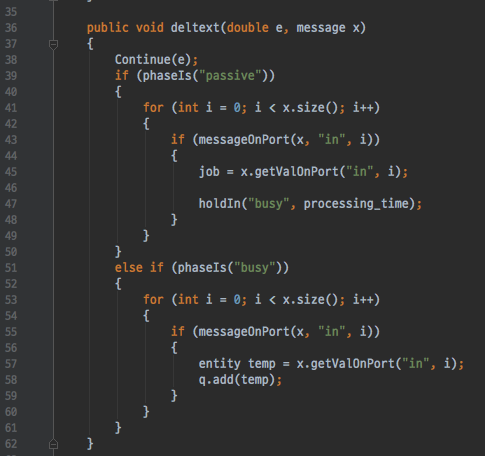 35
36 public void deltext(double e, message x)
37 {
38 Continue(e);
39 if (phaseIs("passive"))
40 {
41 for (int i = 0; i < x.size(); i++)
42 {
43 if (messageOnPort(x, "in", i))
44 {
45 job = x.getValOnPort("in", i);
46
47 holdIn("busy", processing_time);
48 }
49 }
50 }
51 else if (phaseIs("busy"))
52 {
53 for (int i = 0; i < x.size(); i++)
54 {
55 if (messageOnPort(x, "in", i))
56 {
57 entity temp = x.getValOnPort("in", i);
58 q.add(temp);
59 }
60 }
61 }
62 }